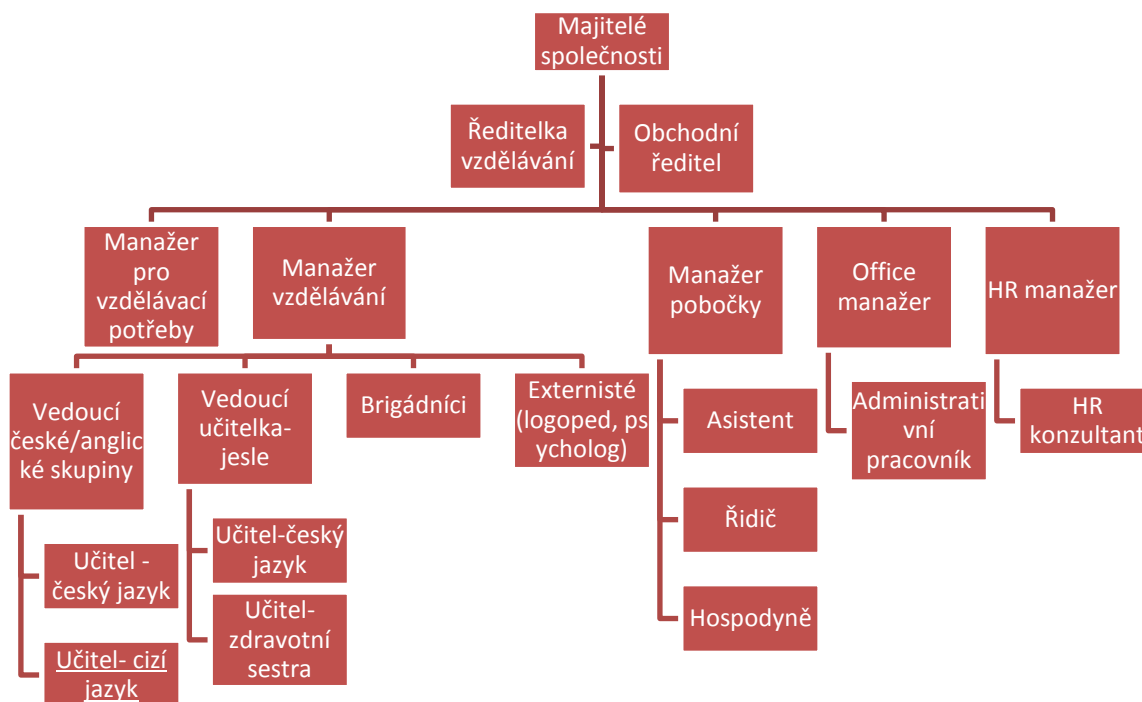 Majitelé
společnosti
Ředitelka
vzdělávání
Obchodní
ředitel
Manažer
pro
vzdělávací
potřeby
Manažer
vzdělávání
Manažer
pobočky
Office
manažer
HR manažer
Vedoucí
české/anglic
ké skupiny
Vedoucí
učitelka-
jesle
Brigádníci
Externisté
(logoped, ps
ycholog)
Asistent
Administrati
vní
pracovník
HR
konzultant
Učitel -
český jazyk
Učitel-český
jazyk
Řidič
Učitel- cizí
jazyk
Učitel-
zdravotní
sestra
Hospodyně